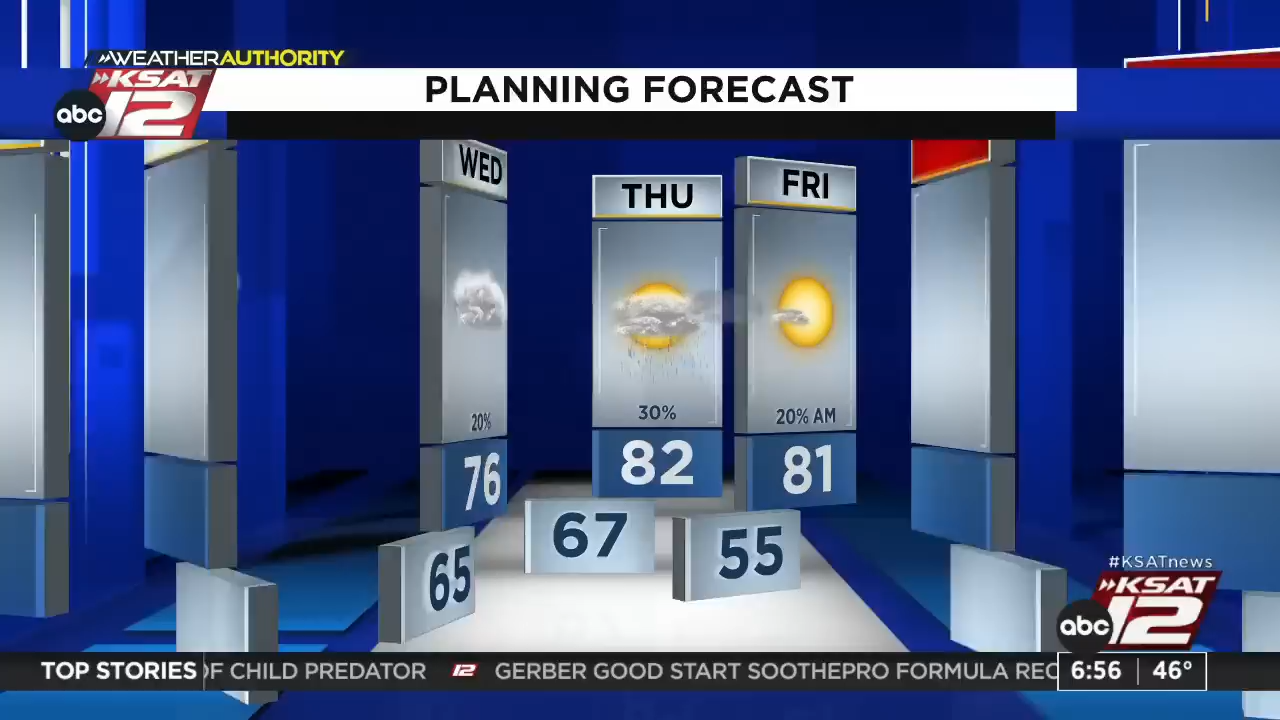 WEATHERAUTHORITY
KSAT
abc 12
PLANNING FORECAST
WED
THU
FRI
20%
30%
20% AM
76
82
81
65
67
55
#KSATnews
KSAT
abc 12
TOP STORIES
OF CHILD PREDATOR 12 GERBER GOOD START SOOTHEPRO FORMULA REC
6:56 46°